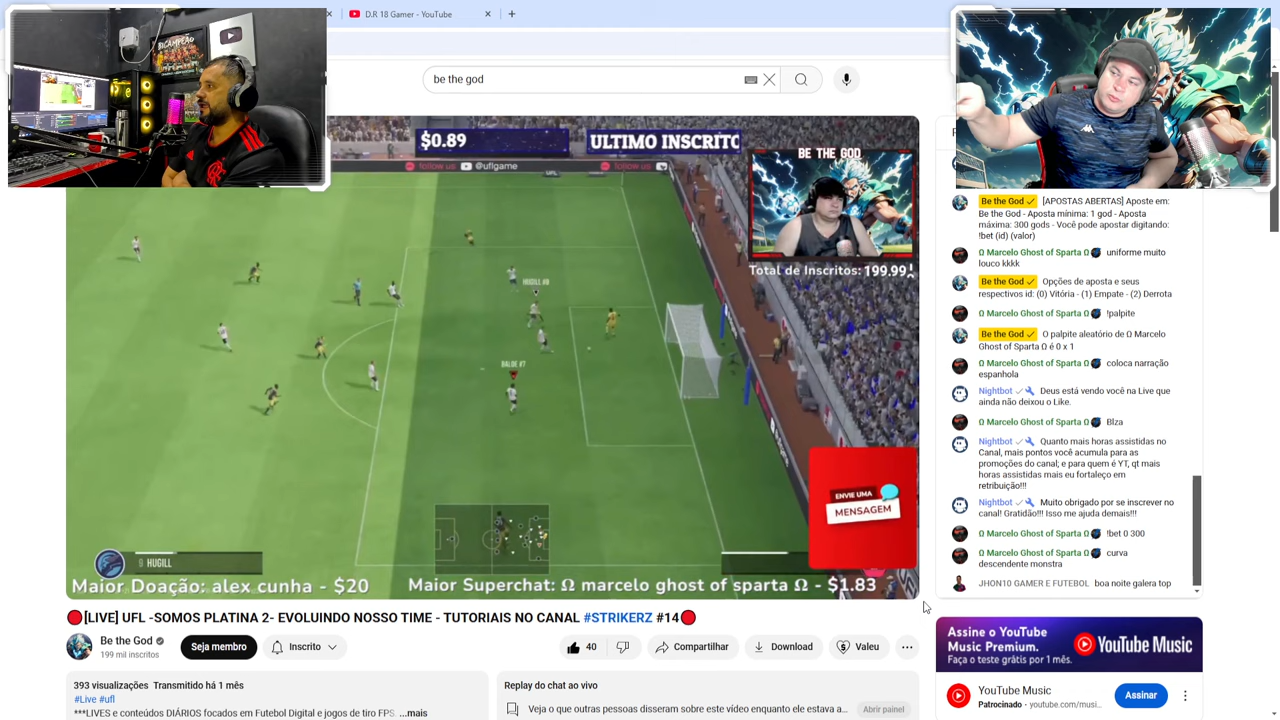 D.R 18 Gamer - YouTube
be the god
$0.89
ULTIMO INSCRITO
follow us @uflgame
follow us
BE THE GOD
Total de Inscritos: 199.99
HUGILL #9
BALDE #7
ENVIE UMA
MENSAGEM
9 HUGILL
Maior Doação: alex cunha - $20
Maior Superchat: Ω marcelo ghost of sparta Ω - $1.83
Be the God [APOSTAS ABERTAS] Aposte em:
Be the God - Aposta mínima: 1 god - Aposta
máxima: 300 gods - Você pode apostar digitando:
!bet (id) (valor)
Ω Marcelo Ghost of Sparta Ω uniforme muito
louco kkkk
Be the God Opções de aposta e seus
respectivos id: (0) Vitória - (1) Empate - (2) Derrota
Ω Marcelo Ghost of Sparta Ω !palpite
Be the God O palpite aleatório de Ω Marcelo
Ghost of Sparta Ω é 0 x 1
Ω Marcelo Ghost of Sparta Ω coloca narração
espanhola
Nightbot Deus está vendo você na Live que
ainda não deixou o Like.
Ω Marcelo Ghost of Sparta Ω Blza
Nightbot Quanto mais horas assistidas no
Canal, mais pontos você acumula para as
promoções do canal; e para quem é YT, qt mais
horas assistidas mais eu fortaleço em
retribuição!!!
Nightbot Muito obrigado por se inscrever no
canal! Gratidão!!! Isso me ajuda demais!!!
Ω Marcelo Ghost of Sparta Ω !bet 0 300
Ω Marcelo Ghost of Sparta Ω curva
descendente monstra
JHON10 GAMER E FUTEBOL boa noite galera top
[LIVE] UFL -SOMOS PLATINA 2- EVOLUINDO NOSSO TIME - TUTORIAIS NO CANAL #STRIKERZ #14
Be the God
199 mil inscritos
Seja membro
Inscrito
40
Compartilhar
Download
Valeu
393 visualizações Transmitido há 1 mês
#Live #ufl
***LIVES e conteúdos DIÁRIOS focados em Futebol Digital e jogos de tiro FPS. ...mais
Replay do chat ao vivo
Veja o que outras pessoas disseram sobre este vídeo enquanto ele estava a...
Abrir painel
Assine o YouTube
Music Premium.
Faça o teste grátis por 1 mês.
YouTube Music
YouTube Music
Patrocinado · music.youtube.com/musi...
Assinar